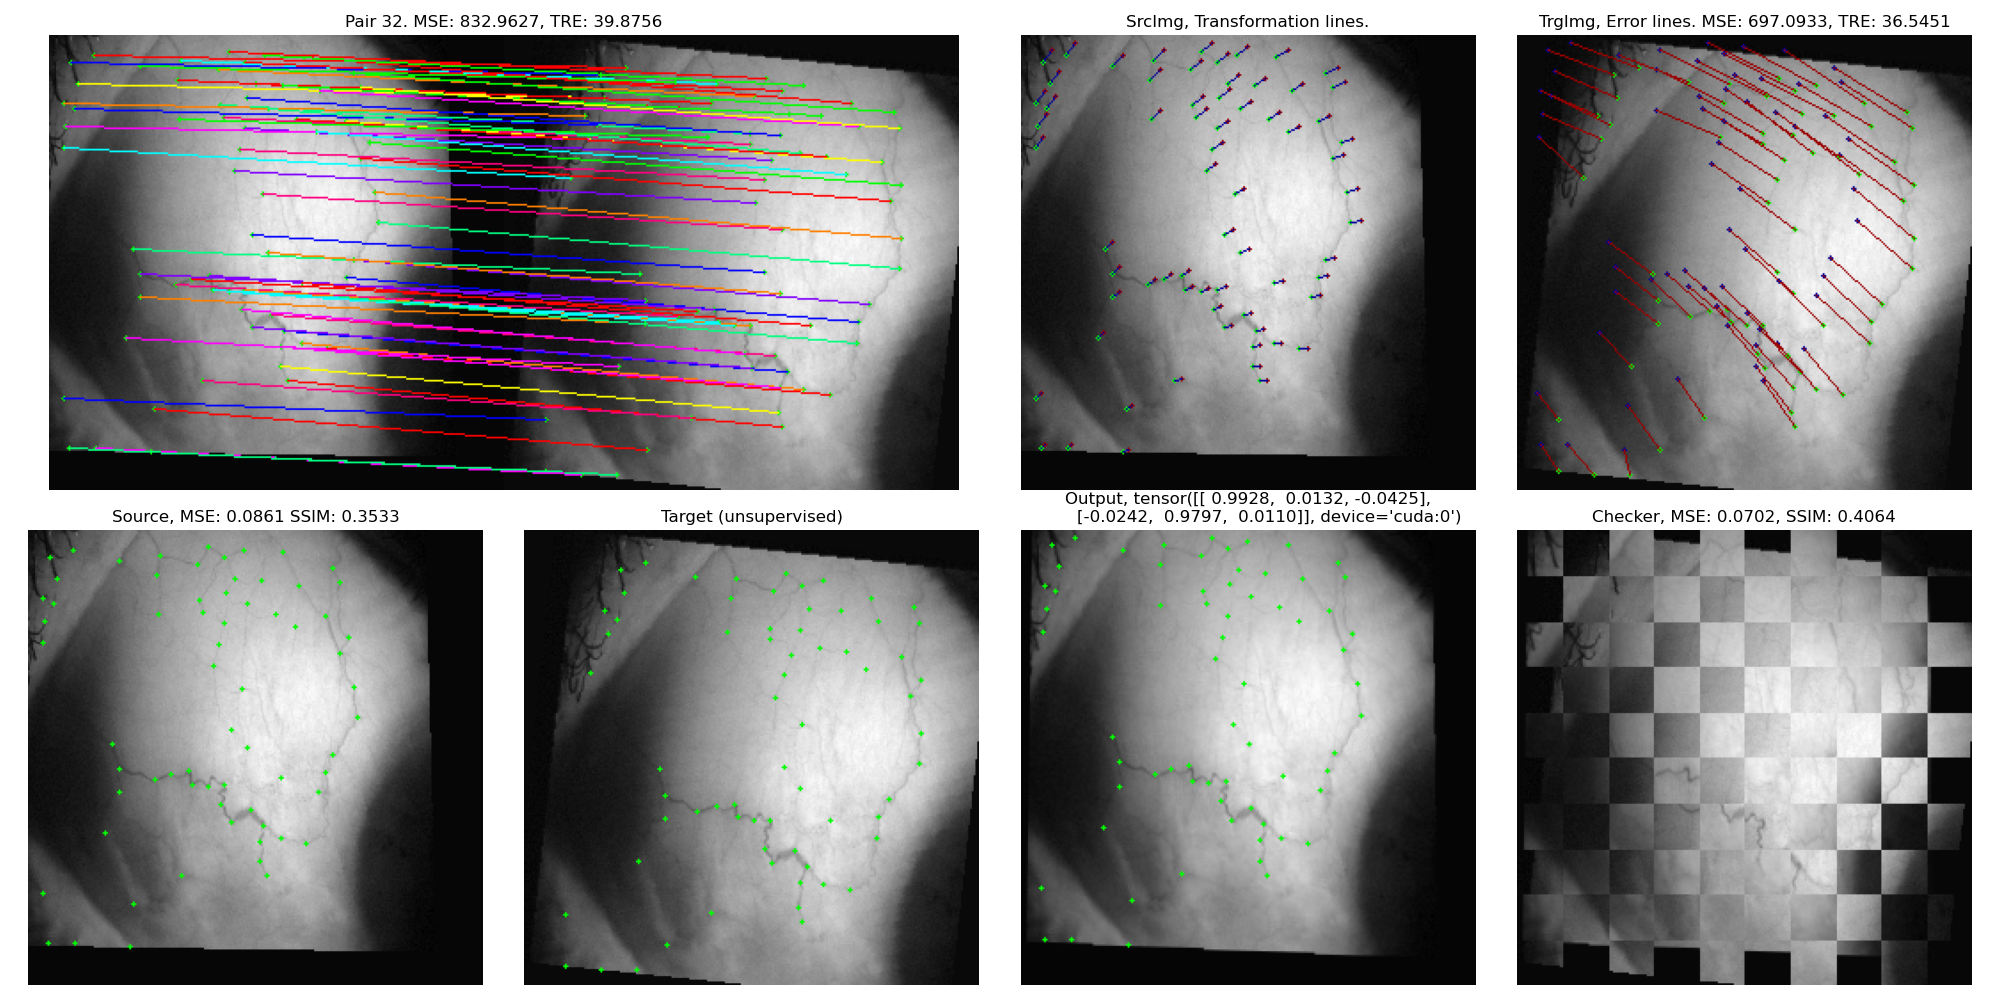 Pair 32. MSE: 832.9627, TRE: 39.8756
SrcImg, Transformation lines.
TrgImg, Error lines. MSE: 697.0933, TRE: 36.5451
Source, MSE: 0.0861 SSIM: 0.3533
Target (unsupervised)
Output, tensor([[ 0.9928,  0.0132, -0.0425],
[-0.0242,  0.9797,  0.0110]], device='cuda:0')
Checker, MSE: 0.0702, SSIM: 0.4064